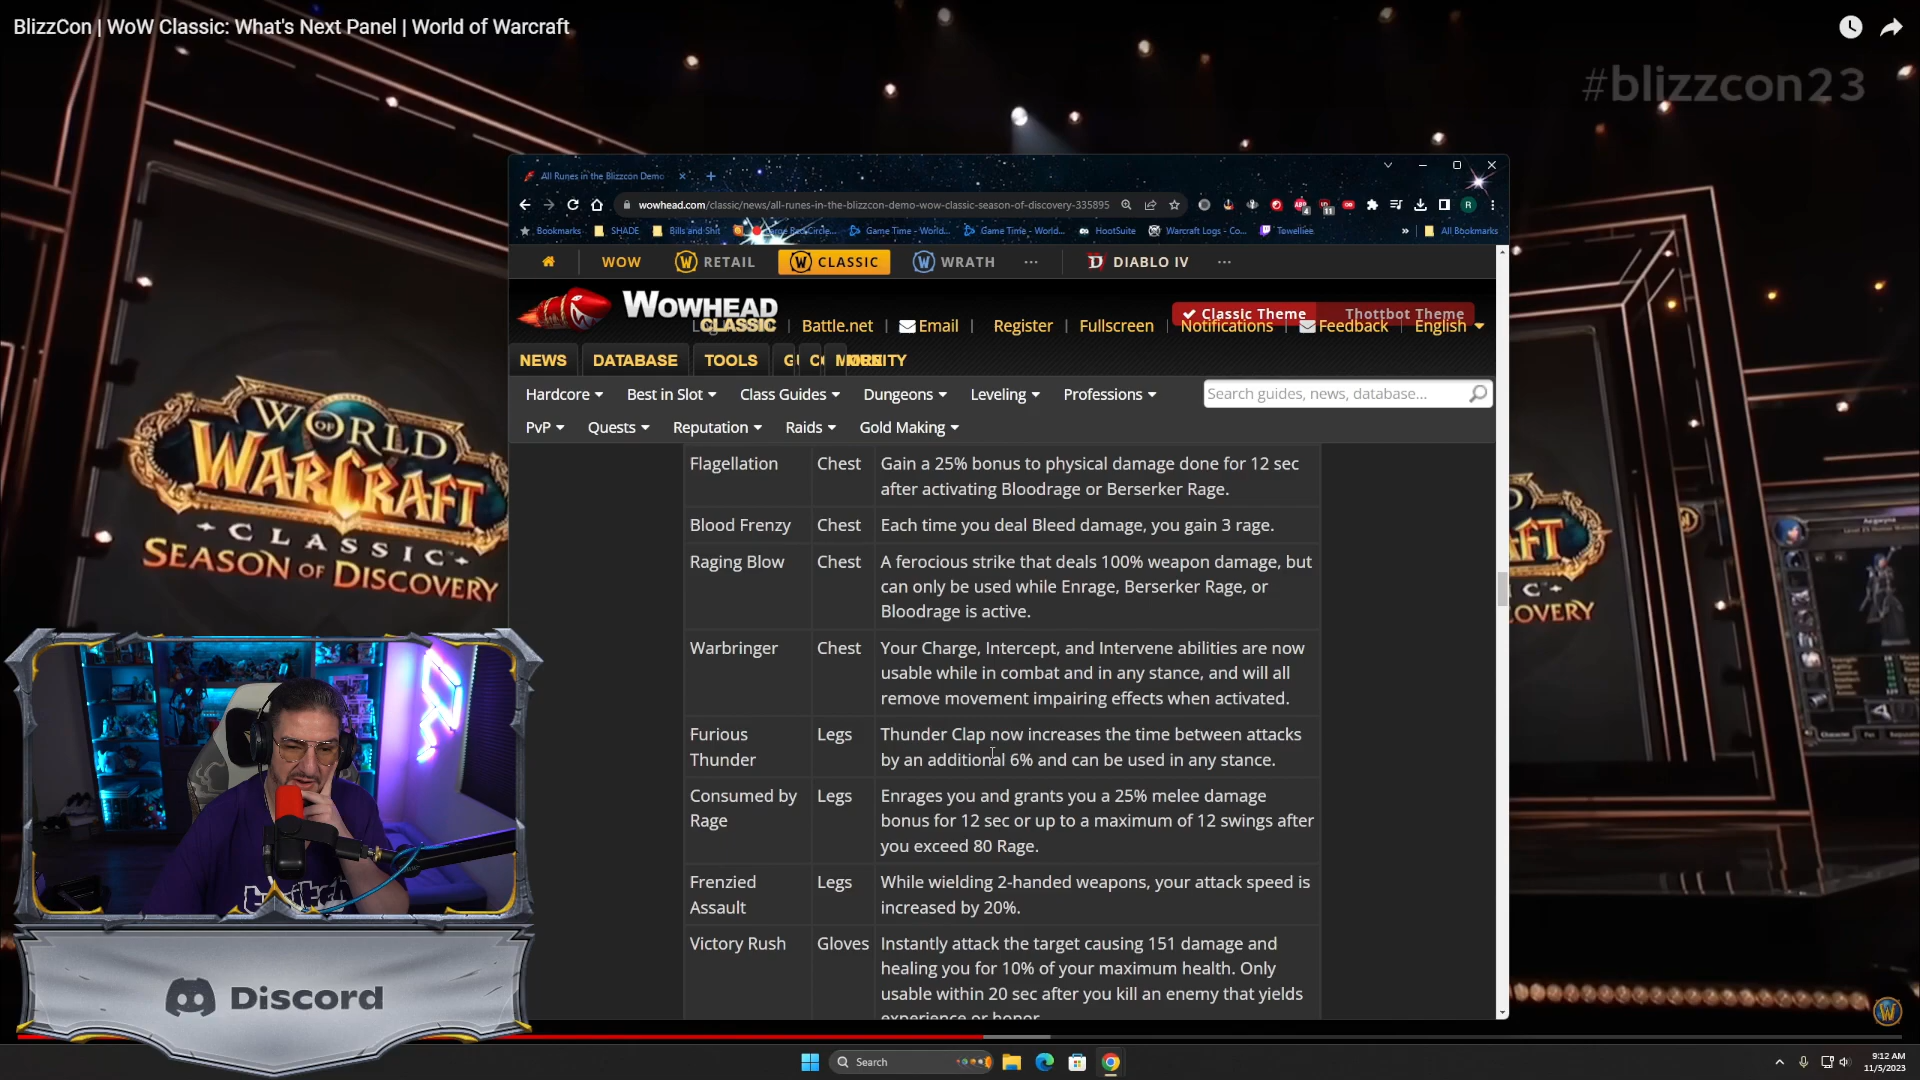 BlizzCon | WoW Classic: What's Next Panel | World of Warcraft
#blizzcon23
All Runes in the Blizzcon Demo
wowhead.com/classic/news/all-runes-in-the-blizzcon-demo-wow-classic-season-of-discovery-335895
Bookmarks SHADE Bills and Shit Game Time - World... Game Time - World... HootSuite Warcraft Logs - Co... Towelliee » All Bookmarks
WOW RETAIL CLASSIC WRATH ... DIABLO IV ...
WOWHEAD
CLASSIC
Classic Theme Thottbot Theme
Battle.net | Email | Register | Fullscreen | Notifications Feedback English
NEWS DATABASE TOOLS
Hardcore Best in Slot Class Guides Dungeons Leveling Professions
Search guides, news, database...
PvP Quests Reputation Raids Gold Making
Flagellation Chest Gain a 25% bonus to physical damage done for 12 sec
after activating Bloodrage or Berserker Rage.
Blood Frenzy Chest Each time you deal Bleed damage, you gain 3 rage.
Raging Blow Chest A ferocious strike that deals 100% weapon damage, but
can only be used while Enrage, Berserker Rage, or
Bloodrage is active.
Warbringer Chest Your Charge, Intercept, and Intervene abilities are now
usable while in combat and in any stance, and will all
remove movement impairing effects when activated.
Furious Legs Thunder Clap now increases the time between attacks
Thunder by an additional 6% and can be used in any stance.
Consumed by Legs Enrages you and grants you a 25% melee damage
Rage bonus for 12 sec or up to a maximum of 12 swings after
you exceed 80 Rage.
Frenzied Legs While wielding 2-handed weapons, your attack speed is
Assault increased by 20%.
Victory Rush Gloves Instantly attack the target causing 151 damage and
healing you for 10% of your maximum health. Only
usable within 20 sec after you kill an enemy that yields
experience or honor.
WORLD
OF
WARCRAFT
CLASSIC
SEASON OF DISCOVERY
twitch
Discord
Search
9:12 AM
11/5/2023